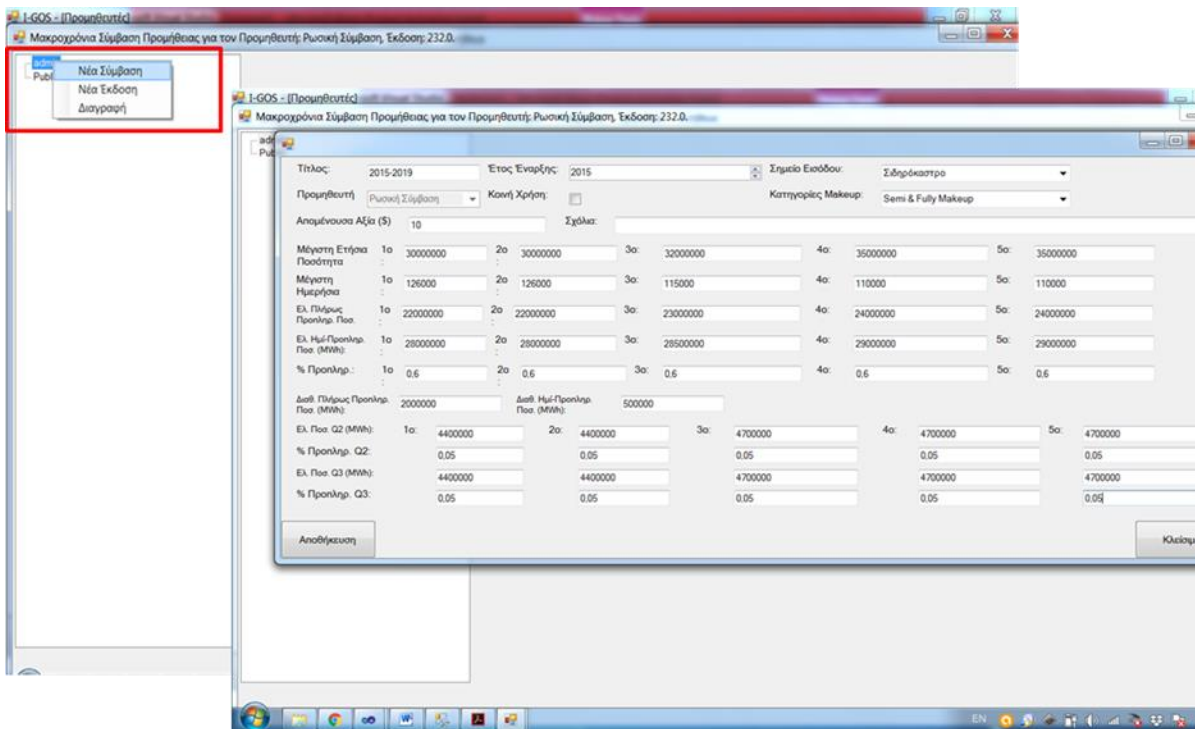 I-GOS - [Προμηθευτές]
Μακροχρόνια Σύμβαση Προμήθειας για τον Προμηθευτή: Ρωσική Σύμβαση, Έκδοση: 232.0.
admi
Publ
Νέα Σύμβαση
Νέα Έκδοση
Διαγραφή
I-GOS - [Προμηθευτές]
Μακροχρόνια Σύμβαση Προμήθειας για τον Προμηθευτή: Ρωσική Σύμβαση, Έκδοση: 232.0.
adr
Pub
Τίτλος: 2015-2019 Έτος Έναρξης: 2015 Σημείο Εισόδου: Σιδηρόκαστρο
Προμηθευτή Ρωσική Σύμβαση Κοινή Χρήση: Κατηγορίες Makeup: Semi & Fully Makeup
Απομένουσα Αξία ($) 10 Σχόλια:
Μέγιστη Ετήσια Ποσότητα 1ο : 30000000 2ο : 30000000 3ο: 32000000 4ο: 35000000 5ο: 35000000
Μέγιστη Ημερήσια 1ο : 126000 2ο : 126000 3ο: 115000 4ο: 110000 5ο: 110000
Ελ. Πλήρως Προπληρ. Ποσ. 1ο : 22000000 2ο : 22000000 3ο: 23000000 4ο: 24000000 5ο: 24000000
Ελ. Ημί-Προπληρ. Ποσ. (MWh): 1ο : 28000000 2ο : 28000000 3ο: 28500000 4ο: 29000000 5ο: 29000000
% Προπληρ.: 1ο : 0,6 2ο : 0,6 3ο: 0,6 4ο: 0,6 5ο: 0,6
Διαθ. Πλήρως Προπληρ. Ποσ. (MWh): 2000000 Διαθ. Ημί-Προπληρ. Ποσ. (MWh): 500000
Ελ. Ποσ. Q2 (MWh): 1ο: 4400000 2ο: 4400000 3ο: 4700000 4ο: 4700000 5ο: 4700000
% Προπληρ. Q2: 0,05 0,05 0,05 0,05 0,05
Ελ. Ποσ. Q3 (MWh): 4400000 4400000 4700000 4700000 4700000
% Προπληρ. Q3: 0,05 0,05 0,05 0,05 0,05
Αποθήκευση Κλείσιμ
EN